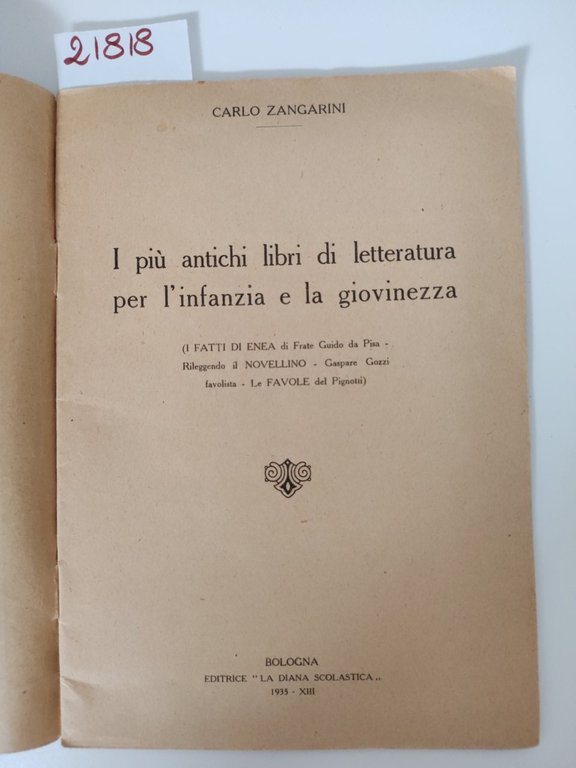 21818
CARLO ZANGARINI
I più antichi libri di letteratura
per l'infanzia e la giovinezza
(I FATTI DI ENEA di Frate Guido da Pisa -
Rileggendo il NOVELLINO - Gaspare Gozzi
favolista - Le FAVOLE del Pignotti)
BOLOGNA
EDITRICE "LA DIANA SCOLASTICA„
1935 - XIII